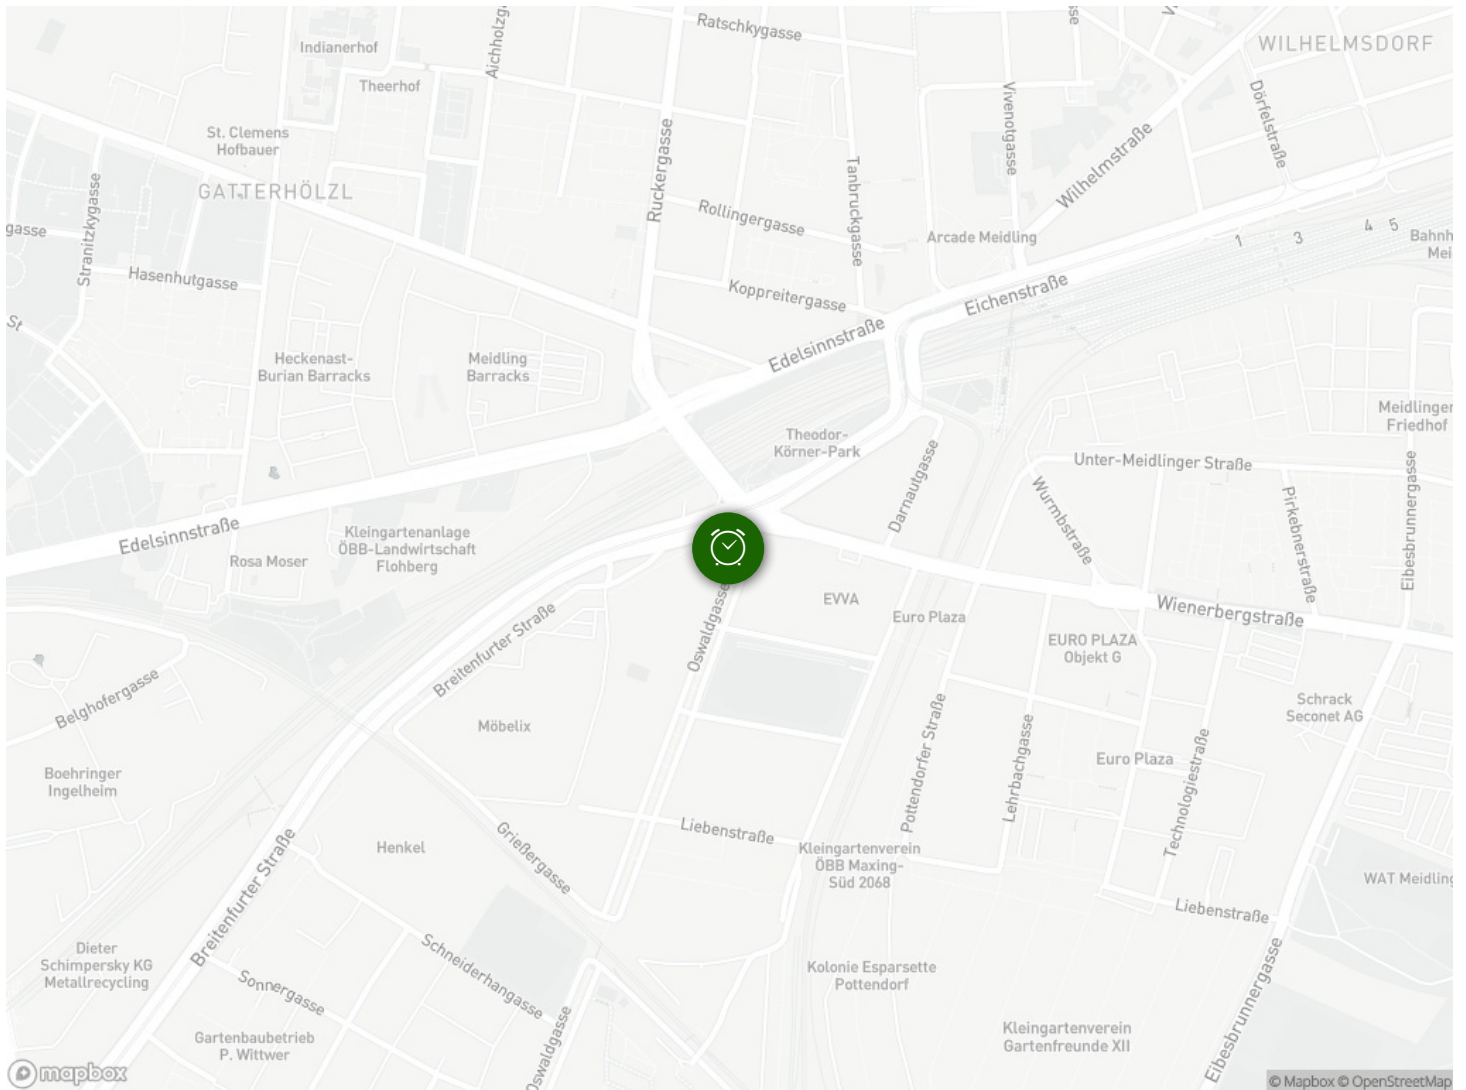 Ratschkygasse
WILHELMSDORF
Indianerhof
Theerhof
Vivenotgasse
Dörfelstraße
St. Clemens
Hofbauer
Ruckergasse
Wilhelmstraße
GATTERHÖLZL
Tanbruckgasse
Stranitzkygasse
gasse
Rollingergasse
Arcade Meidling
1
3
4
5
Bahnh
Mei
Hasenhutgasse
Koppreitergasse
Eichenstraße
St
Edelsinnstraße
Heckenast-
Burian Barracks
Meidling
Barracks
Meidlinger
Friedhof
Theodor-
Körner-Park
Unter-Meidlinger Straße
Darnautgasse
Wurmbstraße
Pirkebnerstraße
Eibesbrunnergasse
Edelsinnstraße
Kleingartenanlage
ÖBB-Landwirtschaft
Flohberg
Rosa Moser
EVVA
Euro Plaza
Wienerbergstraße
Oswaldgasse
Breitenfurter Straße
EURO PLAZA
Objekt G
Belghofergasse
Schrack
Seconet AG
Möbelix
Pottendorfer Straße
Lehrbachgasse
Euro Plaza
Technologiestraße
Boehringer
Ingelheim
Liebenstraße
Grießergasse
Henkel
Kleingartenverein
ÖBB Maxing-
Süd 2068
WAT Meidling
Breitenfurter Straße
Liebenstraße
Dieter
Schimpersky KG
Metallrecycling
Schneiderhangasse
Kolonie Esparsette
Pottendorf
Sonnergasse
Eibesbrunnergasse
Gartenbaubetrieb
P. Wittwer
Oswaldgasse
Kleingartenverein
Gartenfreunde XII
mapbox
© Mapbox © OpenStreetMap